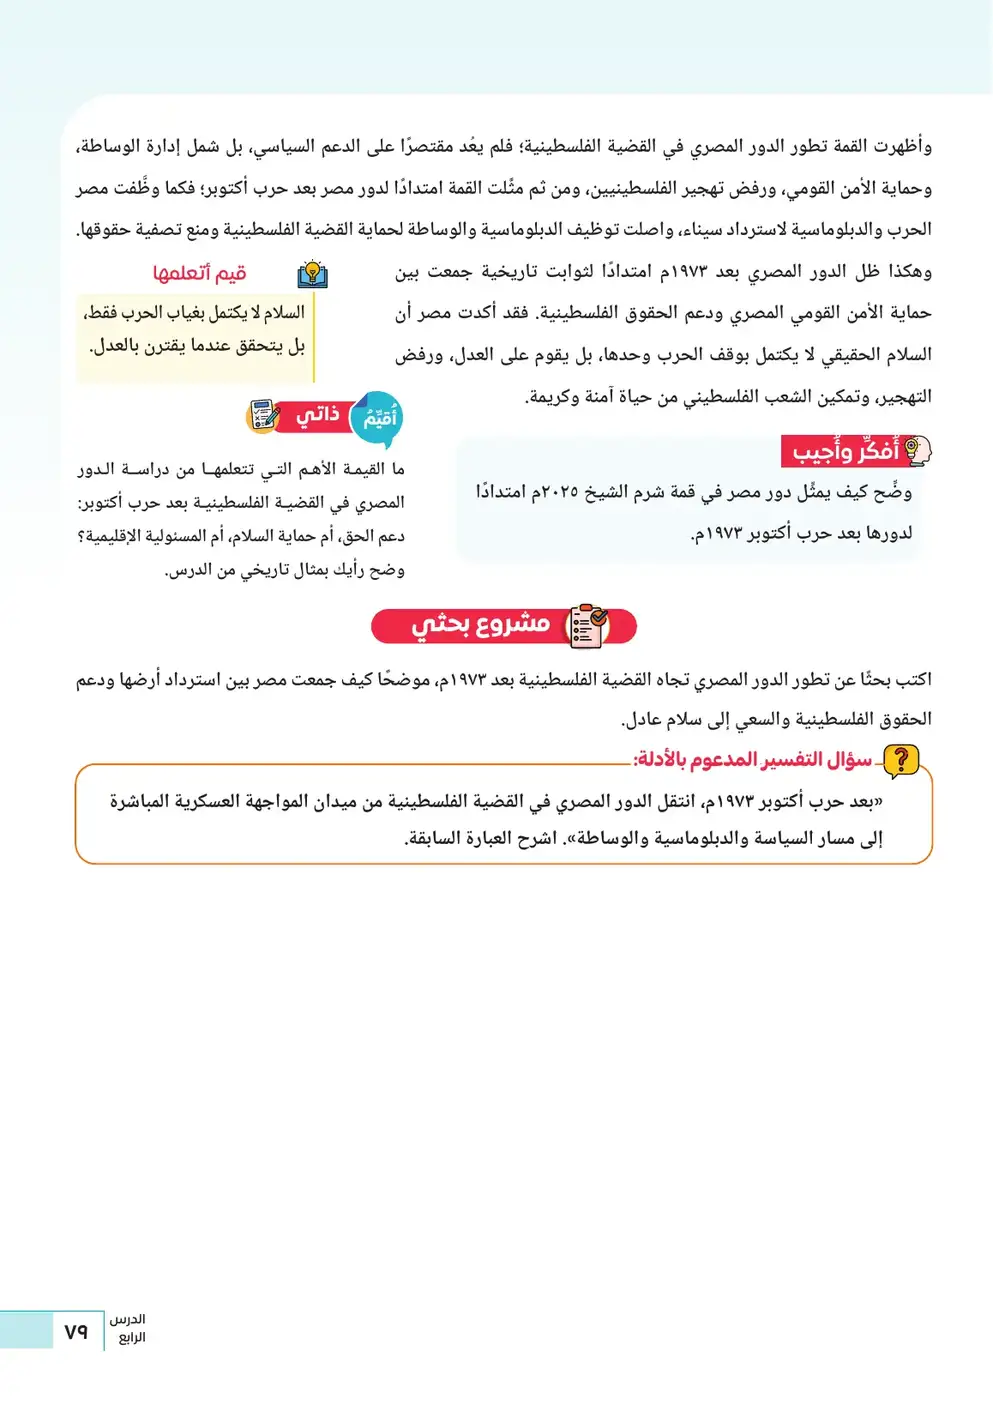 وأظهرت القمة تطور الدور المصري في القضية الفلسطينية؛ فلم يعُد مقتصرًا على الدعم السياسي، بل شمل إدارة الوساطة،
وحماية الأمن القومي، ورفض تهجير الفلسطينيين، ومن ثم مثَّلت القمة امتدادًا لدور مصر بعد حرب أكتوبر؛ فكما وظَّفت مصر
الحرب والدبلوماسية لاسترداد سيناء، واصلت توظيف الدبلوماسية والوساطة لحماية القضية الفلسطينية ومنع تصفية حقوقها.
وهكذا ظل الدور المصري بعد ١٩٧٣م امتدادًا لثوابت تاريخية جمعت بين
حماية الأمن القومي المصري ودعم الحقوق الفلسطينية. فقد أكدت مصر أن
السلام الحقيقي لا يكتمل بوقف الحرب وحدها، بل يقوم على العدل، ورفض
التهجير، وتمكين الشعب الفلسطيني من حياة آمنة وكريمة.
قيم أتعلمها
السلام لا يكتمل بغياب الحرب فقط،
بل يتحقق عندما يقترن بالعدل.
أفكِّر وأجيب
وضِّح كيف يمثِّل دور مصر في قمة شرم الشيخ ٢٠٢٥م امتدادًا
لدورها بعد حرب أكتوبر ١٩٧٣م.
أُقيِّمُ ذاتي
ما القيمة الأهم التي تتعلمها من دراسة الدور
المصري في القضية الفلسطينية بعد حرب أكتوبر:
دعم الحق، أم حماية السلام، أم المسئولية الإقليمية؟
وضح رأيك بمثال تاريخي من الدرس.
مشروع بحثي
اكتب بحثًا عن تطور الدور المصري تجاه القضية الفلسطينية بعد ١٩٧٣م، موضحًا كيف جمعت مصر بين استرداد أرضها ودعم
الحقوق الفلسطينية والسعي إلى سلام عادل.
سؤال التفسير المدعوم بالأدلة:
«بعد حرب أكتوبر ١٩٧٣م، انتقل الدور المصري في القضية الفلسطينية من ميدان المواجهة العسكرية المباشرة
إلى مسار السياسة والدبلوماسية والوساطة». اشرح العبارة السابقة.
الدرس
الرابع
٧٩